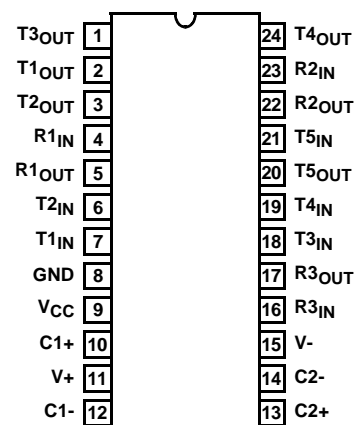 T3OUT 1 24 T4OUT
T1OUT 2 23 R2IN
T2OUT 3 22 R2OUT
R1IN 4 21 T5IN
R1OUT 5 20 T5OUT
T2IN 6 19 T4IN
T1IN 7 18 T3IN
GND 8 17 R3OUT
VCC 9 16 R3IN
C1+ 10 15 V-
V+ 11 14 C2-
C1- 12 13 C2+